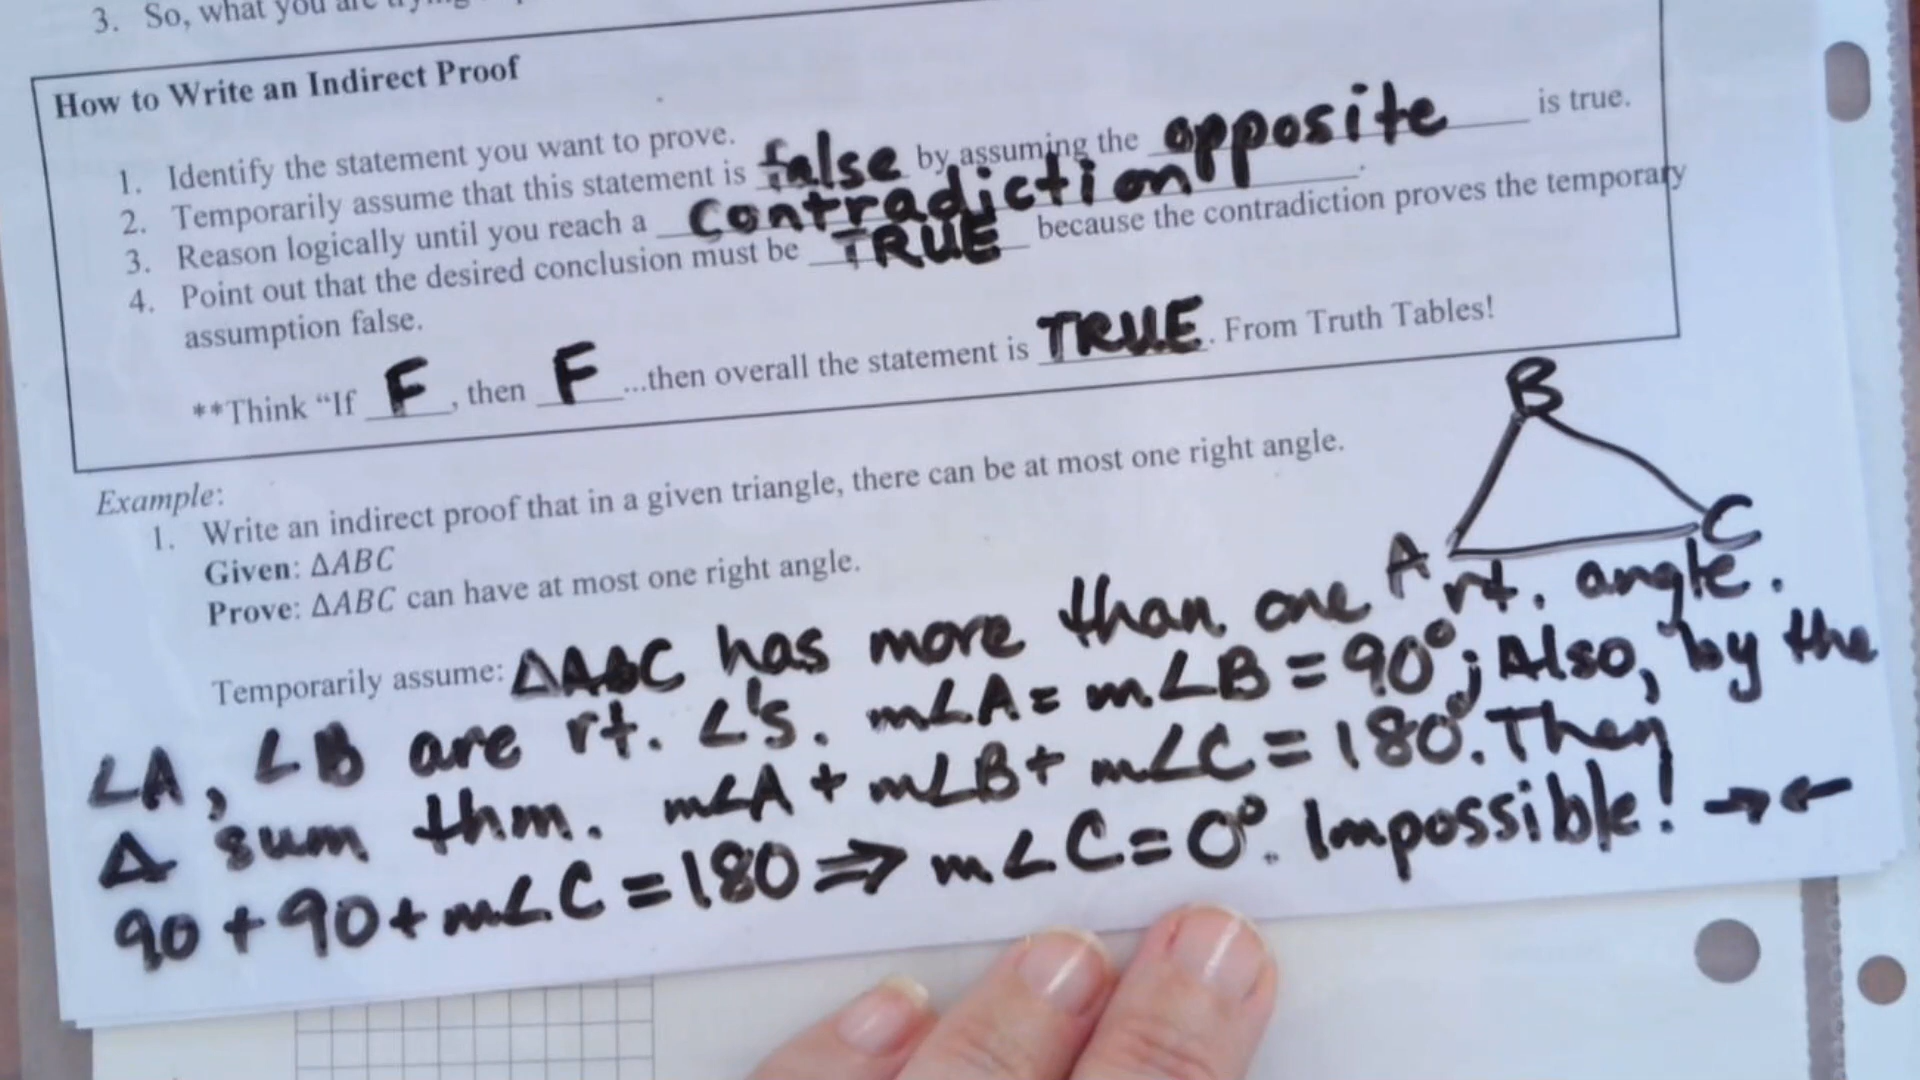 3. So, what you are trying
How to Write an Indirect Proof
1. Identify the statement you want to prove.
2. Temporarily assume that this statement is false by assuming the opposite is true.
3. Reason logically until you reach a contradiction.
4. Point out that the desired conclusion must be TRUE because the contradiction proves the temporary
assumption false.
**Think “If F, then F ...then overall the statement is TRUE. From Truth Tables!
Example:
1. Write an indirect proof that in a given triangle, there can be at most one right angle.
Given: ΔABC
Prove: ΔABC can have at most one right angle.
B
A
C
Temporarily assume: ΔABC has more than one rt. angle.
∠A, ∠B are rt. ∠'s. m∠A = m∠B = 90°; Also, by the
Δ sum thm. m∠A + m∠B + m∠C = 180°. Then
90 + 90 + m∠C = 180 ⇒ m∠C = 0°. Impossible! →←